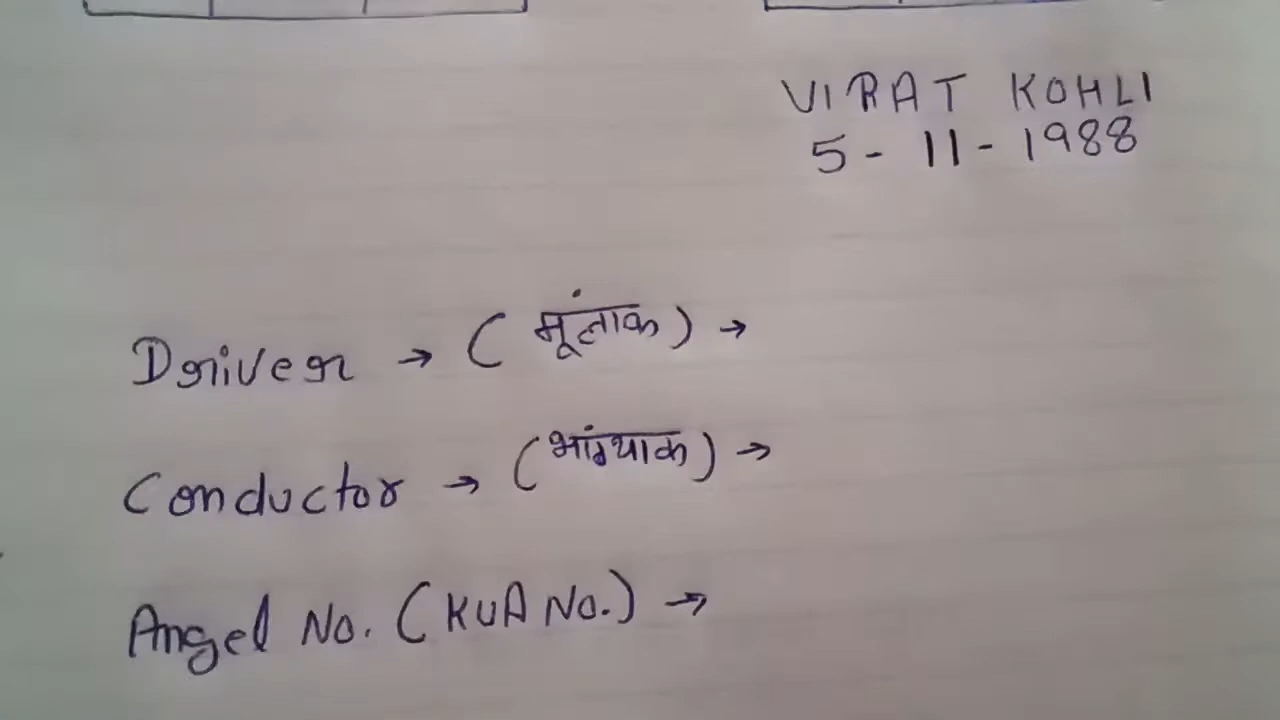 VIRAT KOHLI
5 - 11 - 1988
Driver → (मूंलाक) →
Conductor → (भांग्याक) →
Angel No. (KUA No.) →